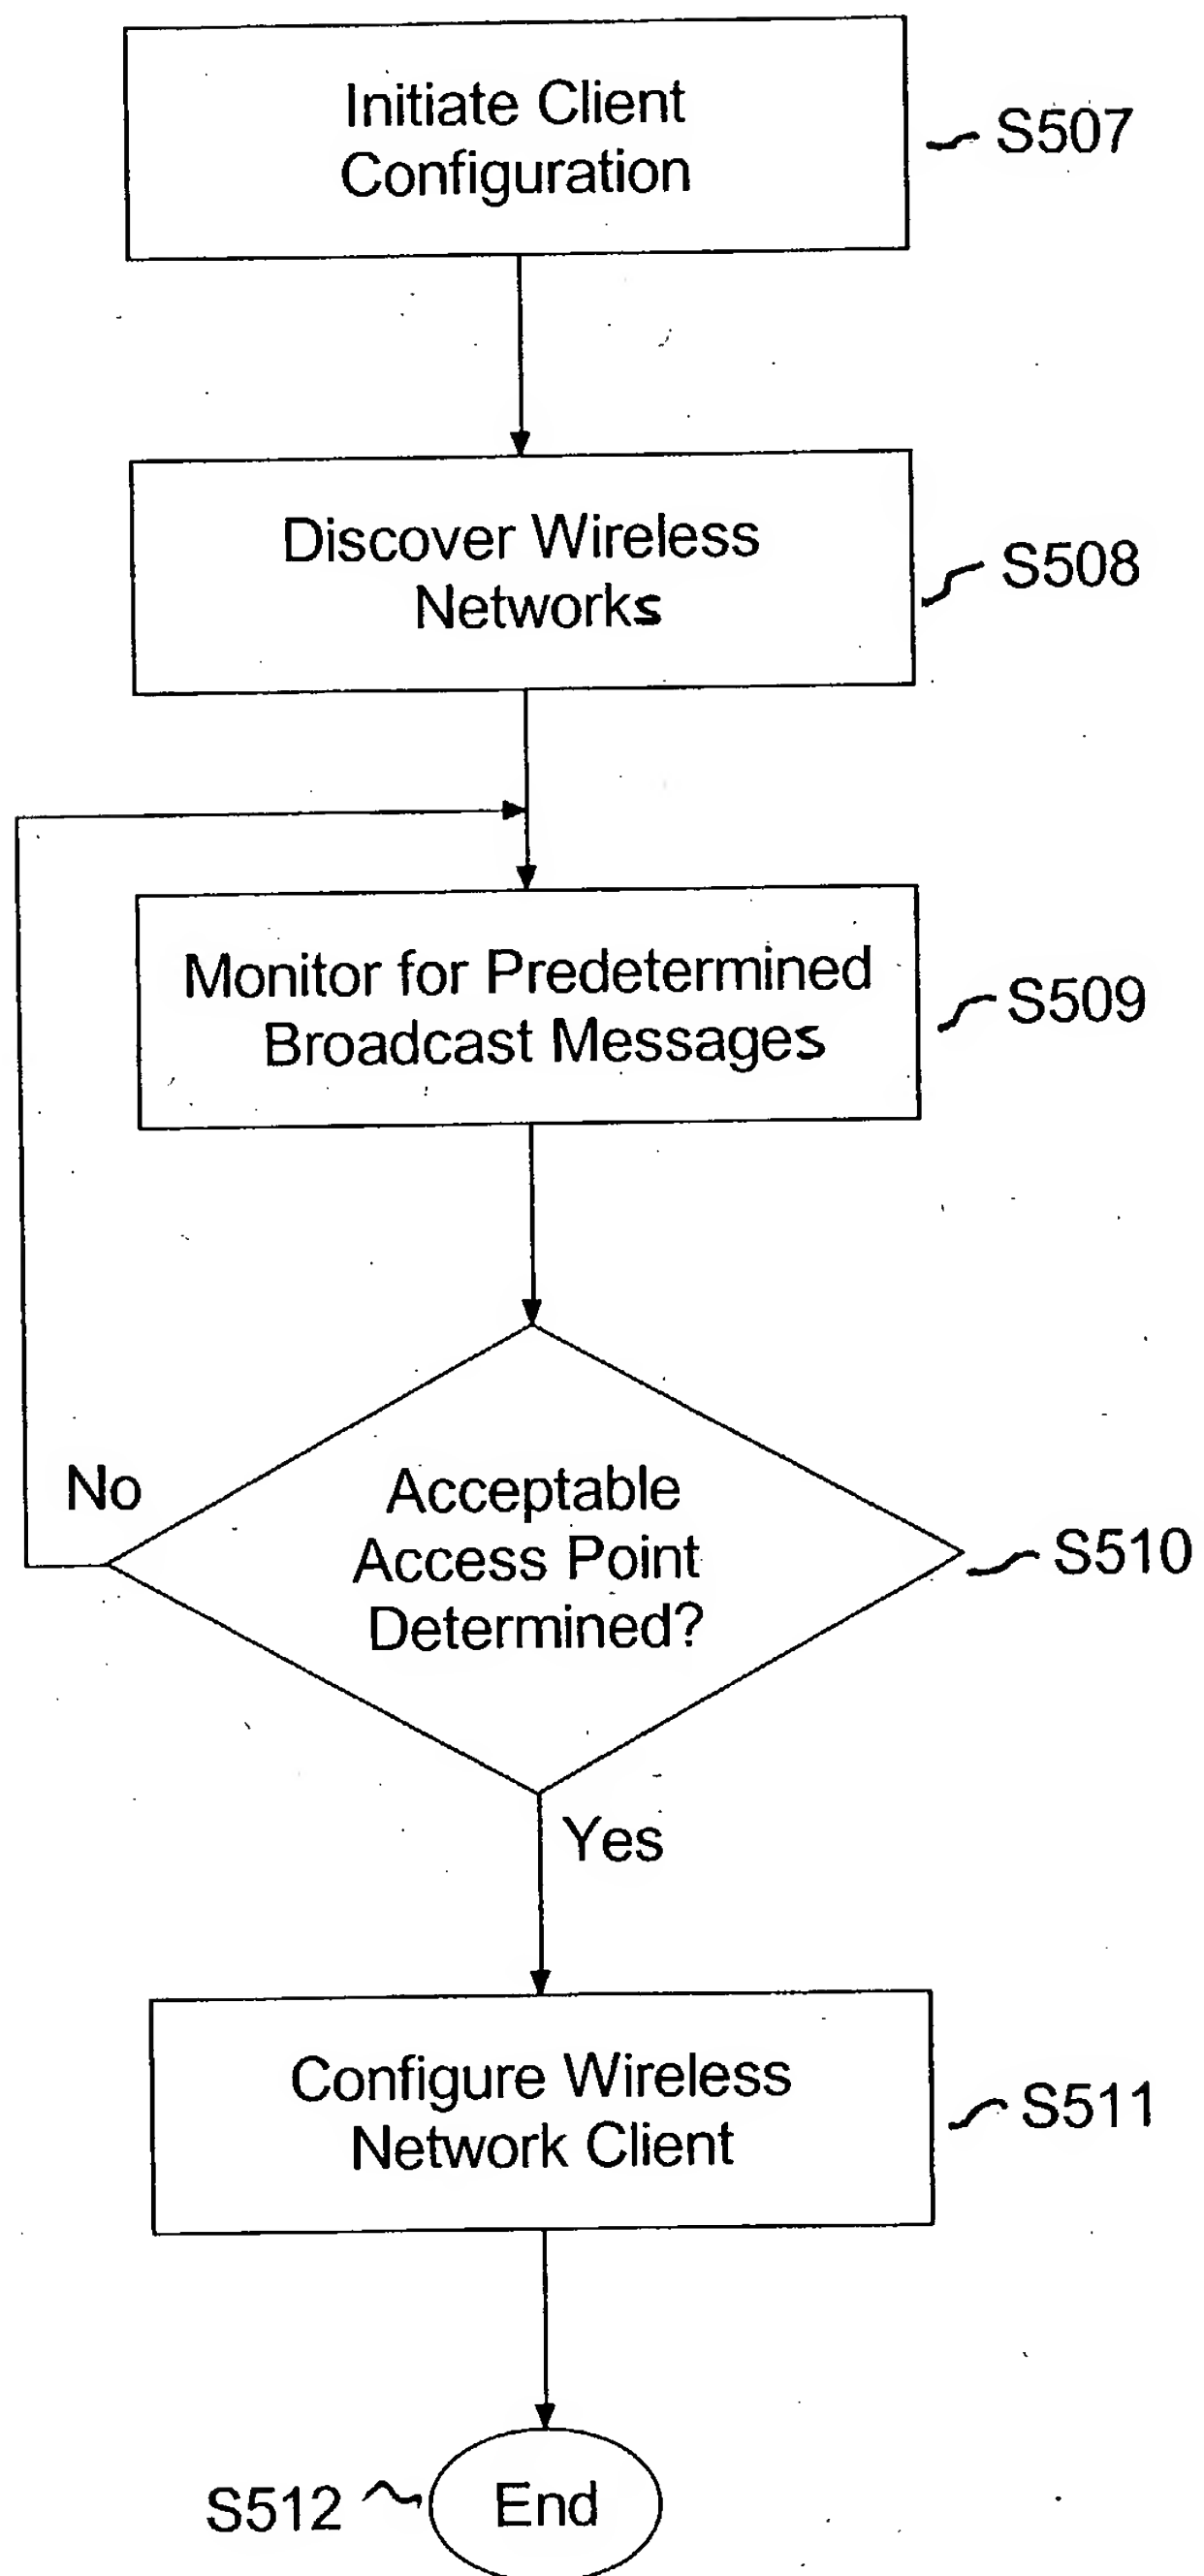 Initiate Client
Configuration
S507
Discover Wireless
Networks
S508
Monitor for Predetermined
Broadcast Messages
S509
No
Acceptable
Access Point
Determined?
S510
Yes
Configure Wireless
Network Client
S511
S512
End